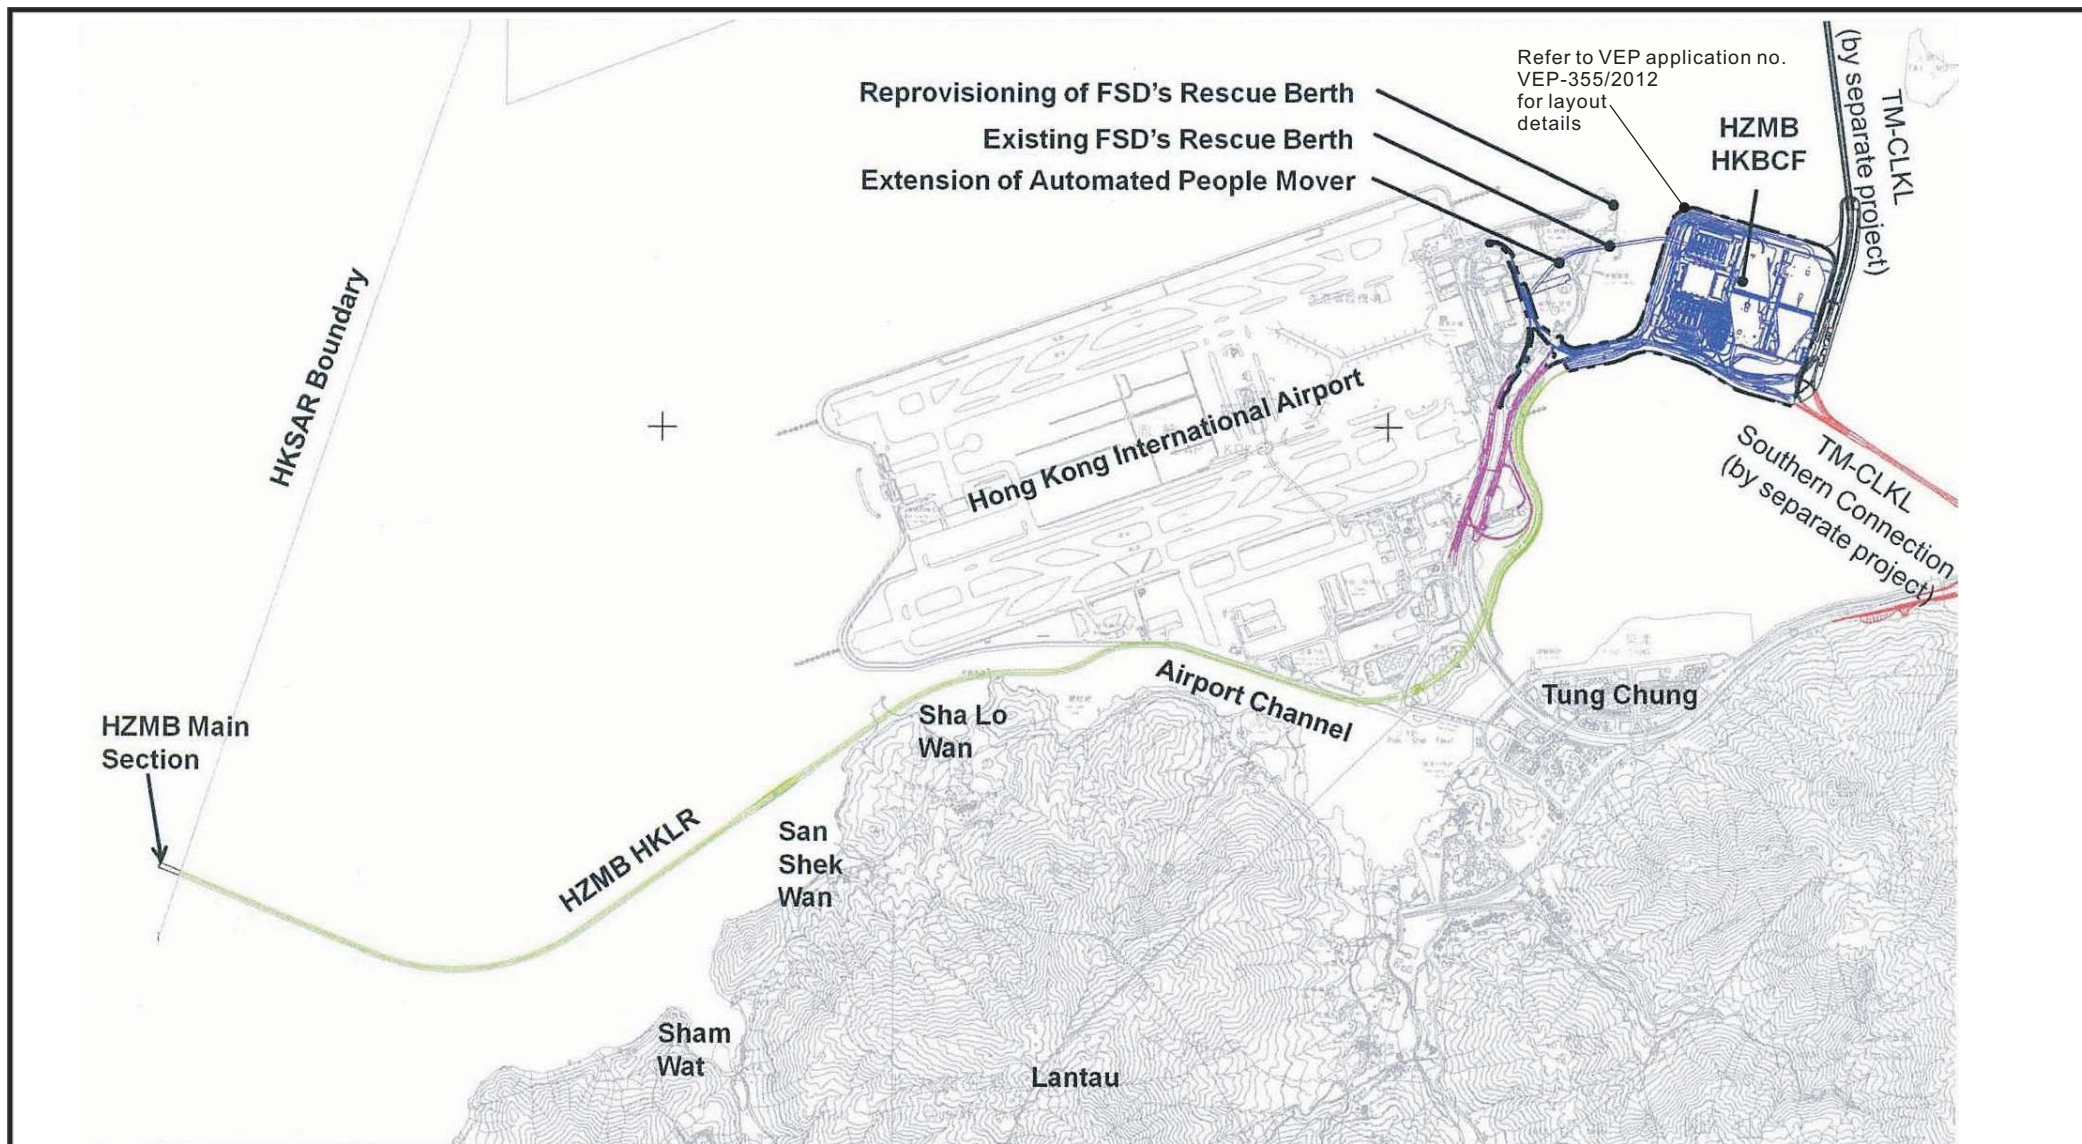 Refer to VEP application no.
VEP-355/2012
for layout
details
Reprovisioning of FSD's Rescue Berth
Existing FSD's Rescue Berth
Extension of Automated People Mover
HZMB
HKBCF
TM-CLKL
(by separate project)
HKSAR Boundary
Hong Kong International Airport
TM-CLKL
Southern Connection
(by separate project)
Airport Channel
Tung Chung
Sha Lo
Wan
HZMB Main
Section
HZMB HKLR
San
Shek
Wan
Sham
Wat
Lantau